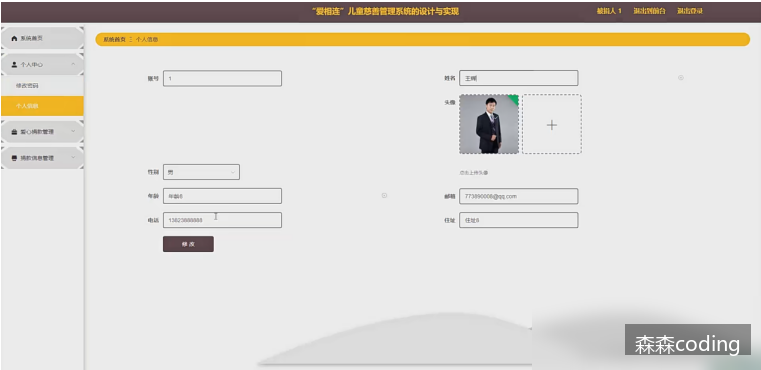 “爱相连”儿童慈善管理系统的设计与实现
捐款人 1 退出到前台 退出登录
系统首页
个人中心
修改密码
个人信息
爱心捐款管理
捐款信息管理
系统首页 个人信息
账号 1
姓名
头像
点击上传头像
性别 男
年龄 年龄8
邮箱 773890008@qq.com
电话 13823888888
住址 住址8
修改
森森coding